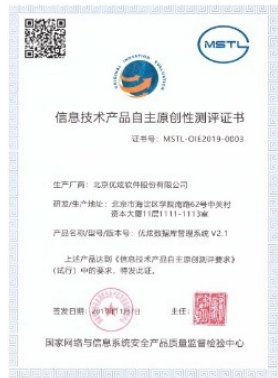 MSTL
ORIGINAL INNOVATION EVALUATION
信息技术产品自主原创性测评证书
证书号：MSTL-OIE2019-0003
生产厂商：北京优炫软件股份有限公司
研发/生产地址：北京市海淀区学院南路62号中关村
资本大厦11层1111-1113室
产品名称/型号/版本号：优炫数据库管理系统 V2.1
上述产品达到《信息技术产品自主原创测评要求》
（试行）中的要求，特发此证。
签发日期：
主任：
国家网络与信息系统安全产品质量监督检验中心